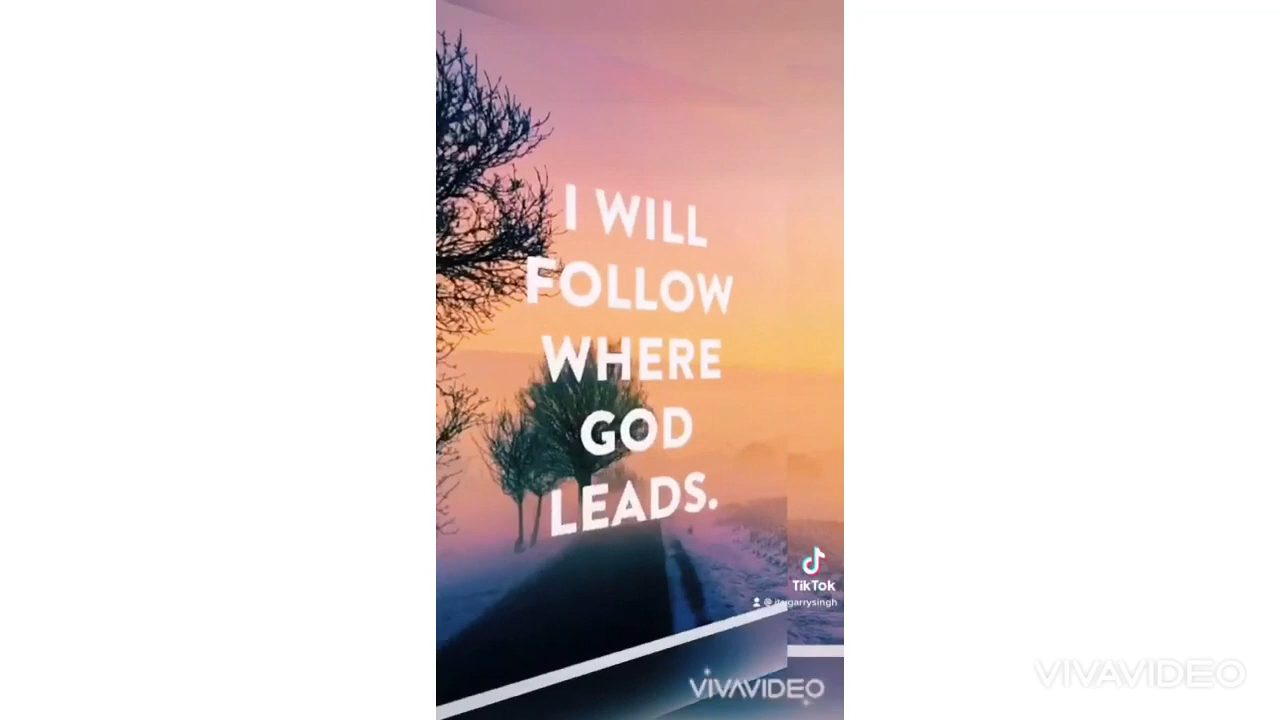 I WILL
FOLLOW
WHERE
GOD
LEADS.
TikTok
VIVAVIDEO
VIVAVIDEO